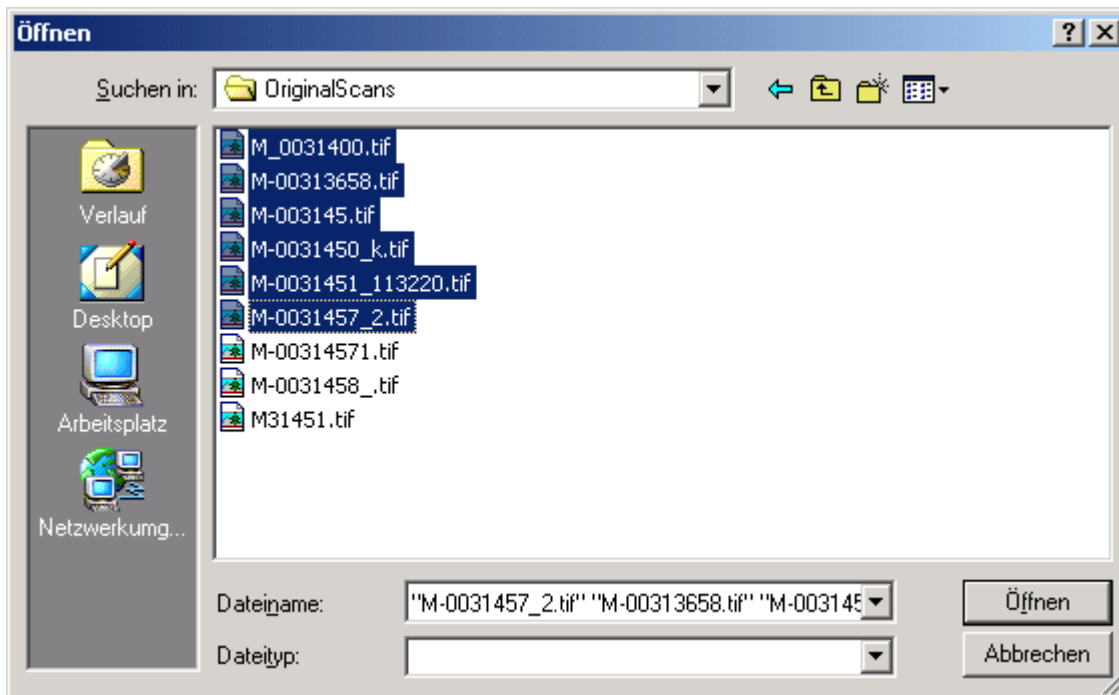 Öffnen
Suchen in:
OriginalScans
Verlauf
Desktop
Arbeitsplatz
Netzwerkumg...
M_0031400.tif
M-00313658.tif
M-003145.tif
M-0031450_k.tif
M-0031451_113220.tif
M-0031457_2.tif
M-00314571.tif
M-0031458_.tif
M31451.tif
Dateiname:
"M-0031457_2.tif" "M-00313658.tif" "M-003145
Öffnen
Dateityp:
Abbrechen